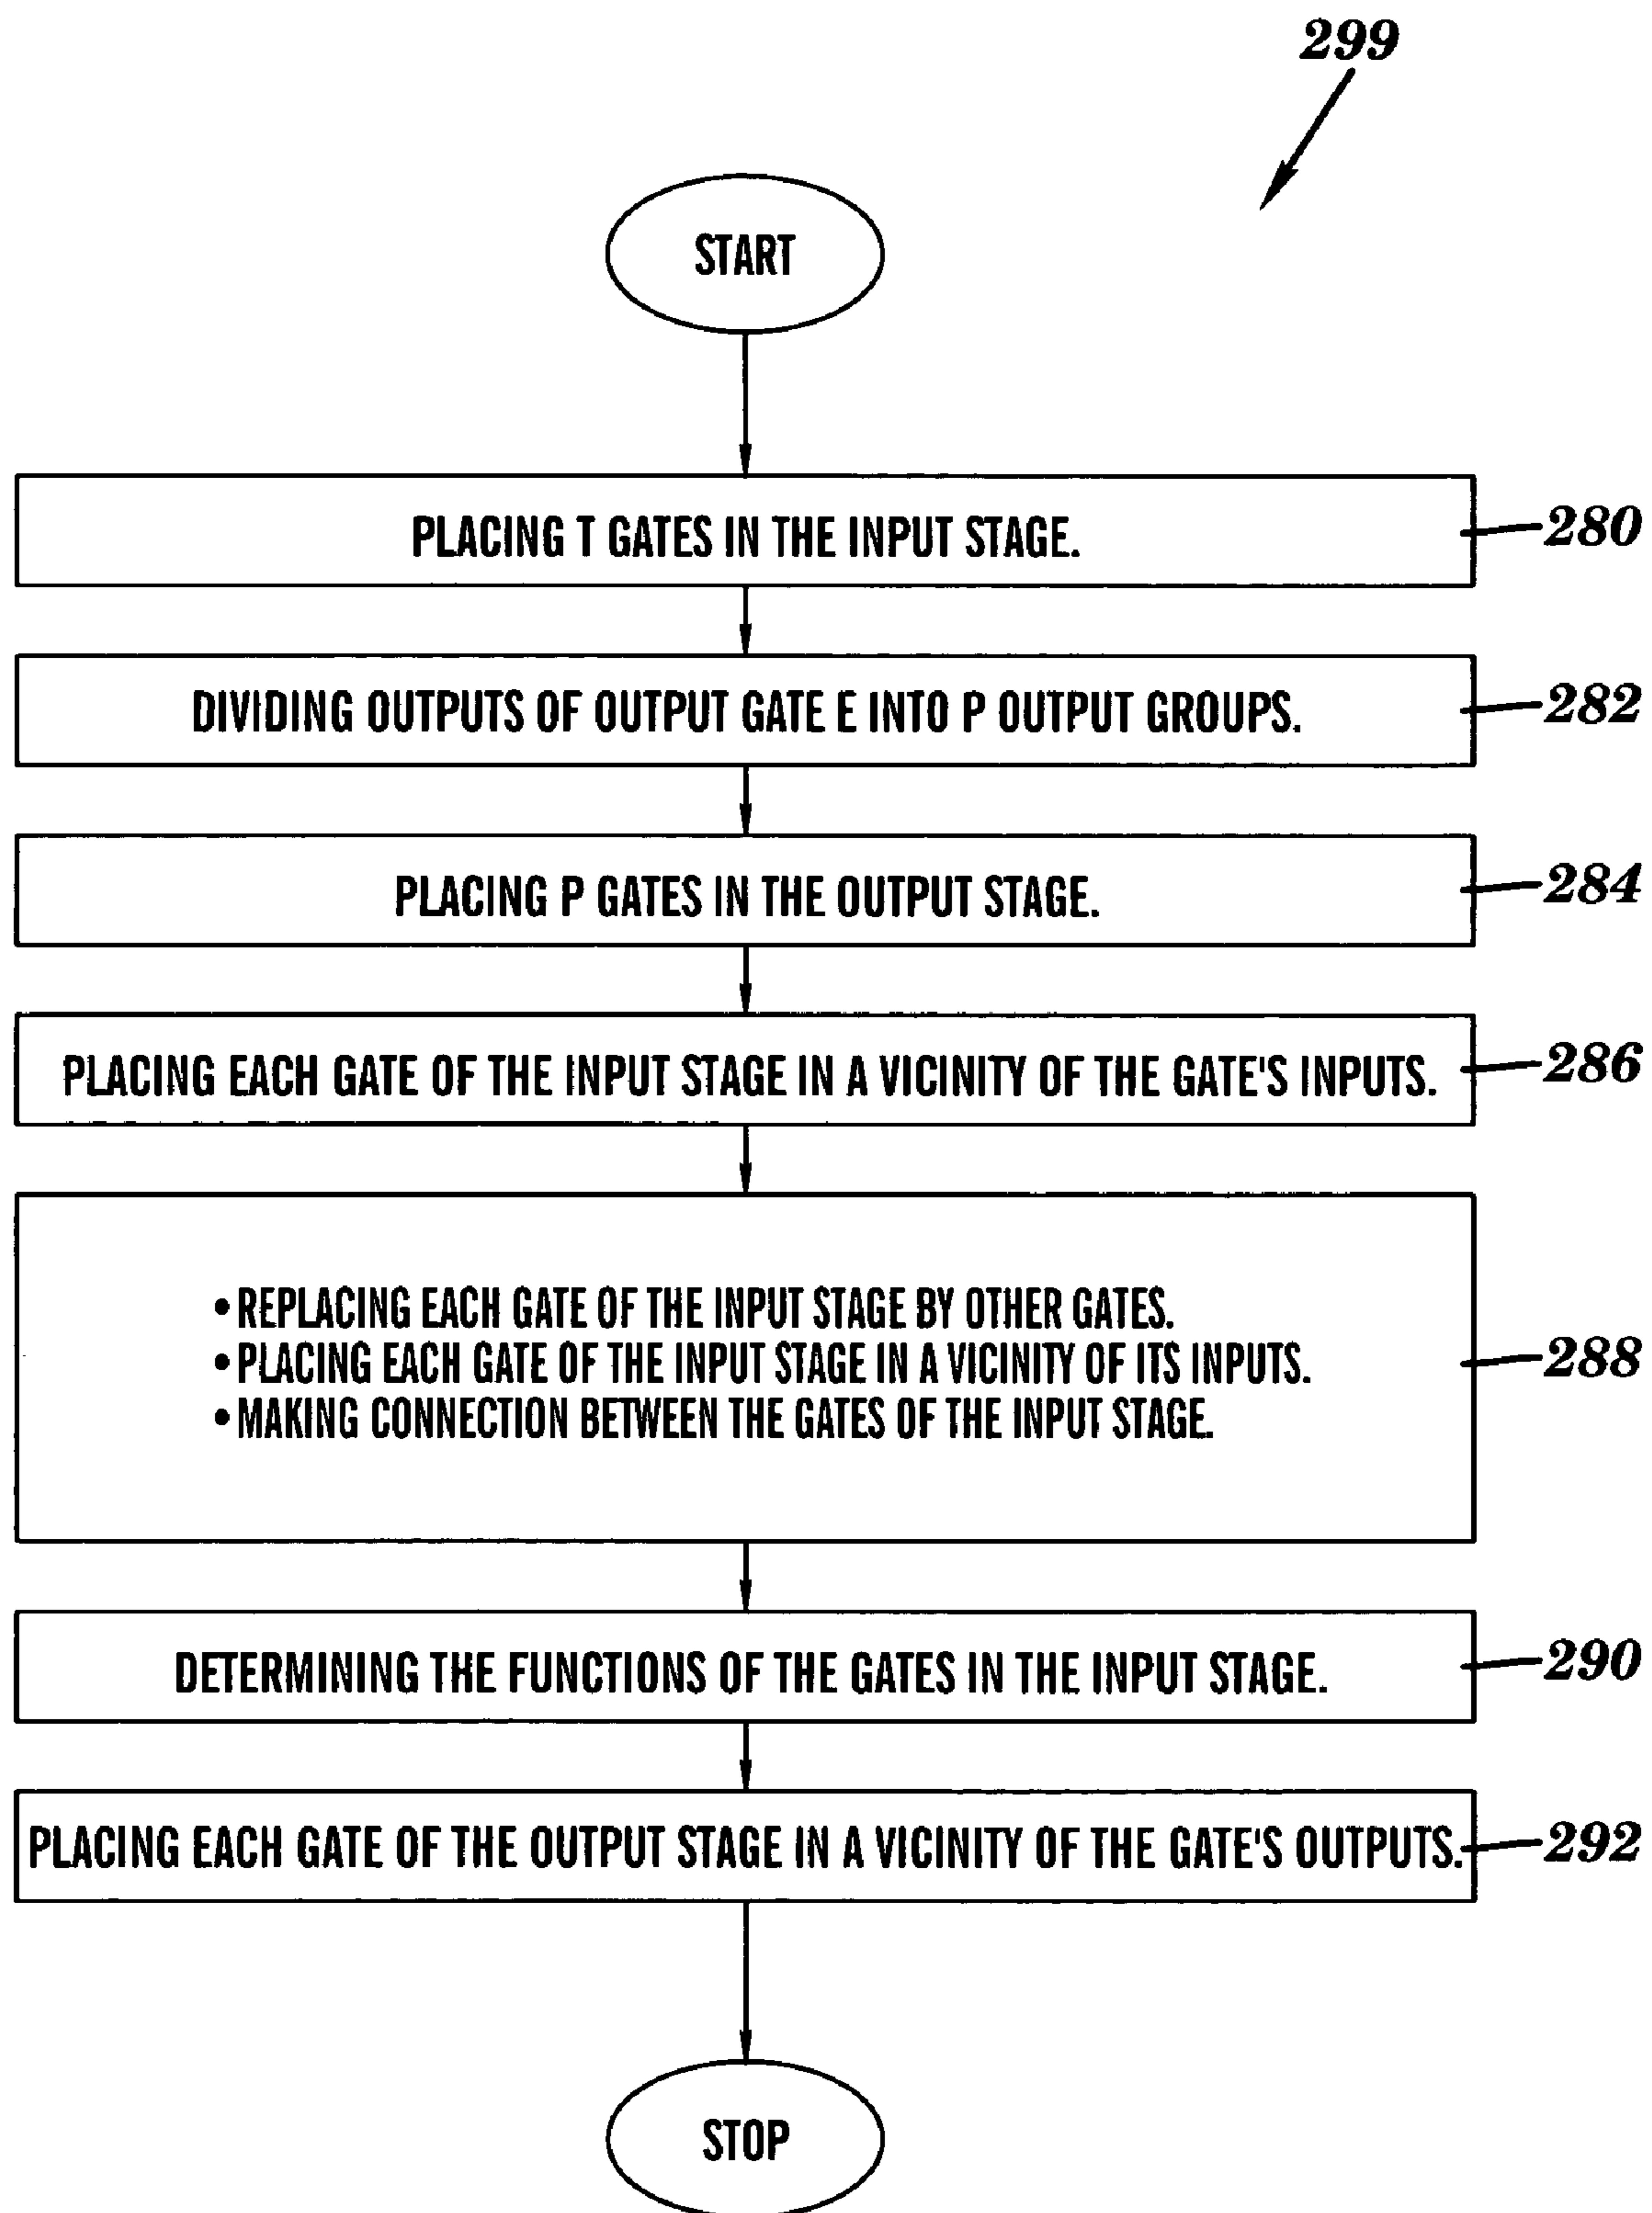 299
START
PLACING T GATES IN THE INPUT STAGE.
280
DIVIDING OUTPUTS OF OUTPUT GATE E INTO P OUTPUT GROUPS.
282
PLACING P GATES IN THE OUTPUT STAGE.
284
PLACING EACH GATE OF THE INPUT STAGE IN A VICINITY OF THE GATE'S INPUTS.
286
• REPLACING EACH GATE OF THE INPUT STAGE BY OTHER GATES.
• PLACING EACH GATE OF THE INPUT STAGE IN A VICINITY OF ITS INPUTS.
• MAKING CONNECTION BETWEEN THE GATES OF THE INPUT STAGE.
288
DETERMINING THE FUNCTIONS OF THE GATES IN THE INPUT STAGE.
290
PLACING EACH GATE OF THE OUTPUT STAGE IN A VICINITY OF THE GATE'S OUTPUTS.
292
STOP